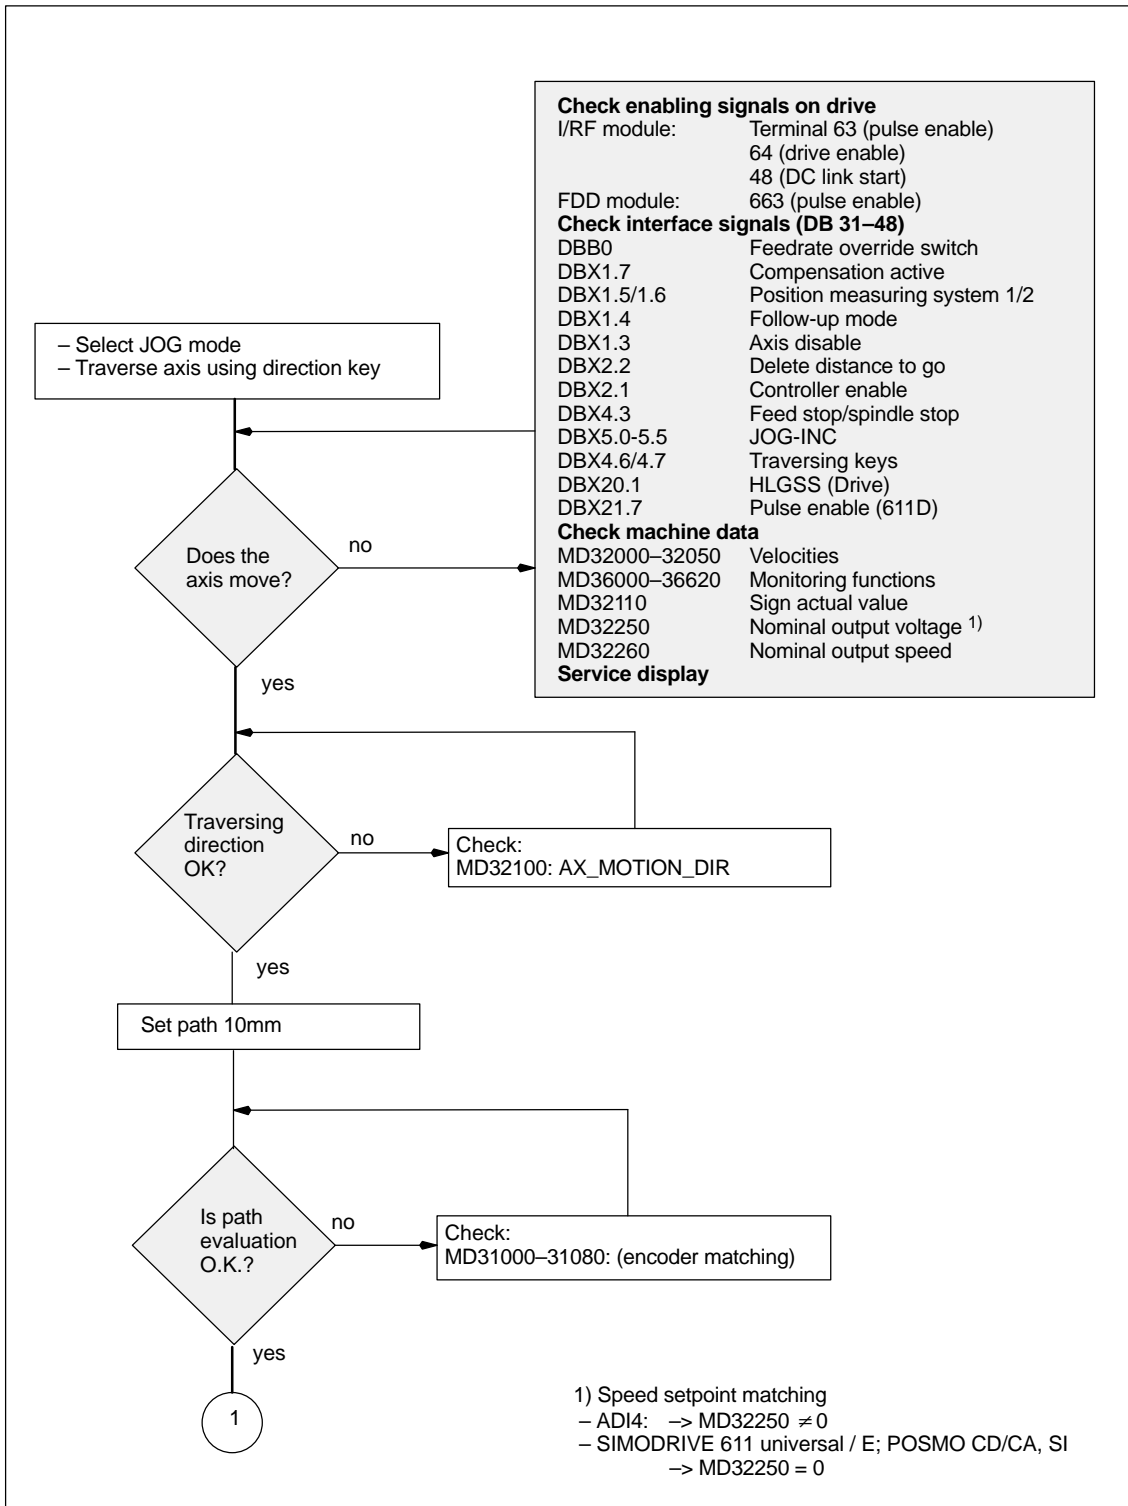 Check enabling signals on drive
I/RF module: Terminal 63 (pulse enable)
64 (drive enable)
48 (DC link start)
FDD module: 663 (pulse enable)
Check interface signals (DB 31–48)
DBB0 Feedrate override switch
DBX1.7 Compensation active
DBX1.5/1.6 Position measuring system 1/2
DBX1.4 Follow-up mode
DBX1.3 Axis disable
DBX2.2 Delete distance to go
DBX2.1 Controller enable
DBX4.3 Feed stop/spindle stop
DBX5.0-5.5 JOG-INC
DBX4.6/4.7 Traversing keys
DBX20.1 HLGSS (Drive)
DBX21.7 Pulse enable (611D)
Check machine data
MD32000–32050 Velocities
MD36000–36620 Monitoring functions
MD32110 Sign actual value
MD32250 Nominal output voltage 1)
MD32260 Nominal output speed
Service display
– Select JOG mode
– Traverse axis using direction key
Does the
axis move?
no
yes
Traversing
direction
OK?
no
Check:
MD32100: AX_MOTION_DIR
yes
Set path 10mm
Is path
evaluation
O.K.?
no
Check:
MD31000–31080: (encoder matching)
yes
1
1) Speed setpoint matching
– ADI4: –> MD32250 ≠ 0
– SIMODRIVE 611 universal / E; POSMO CD/CA, SI
–> MD32250 = 0